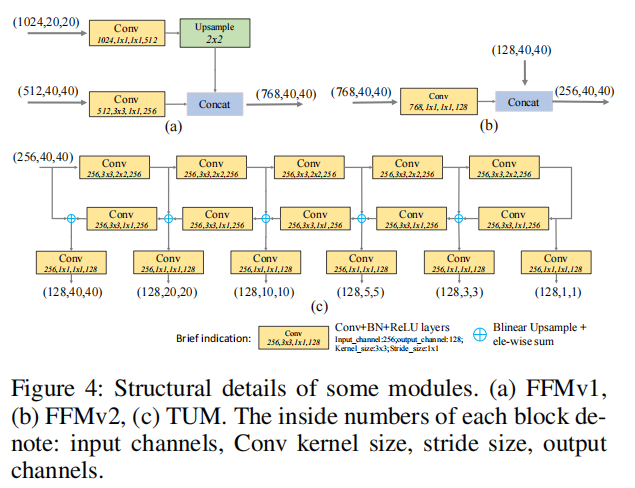 (1024,20,20)
Conv
1024,1x1,1x1,512
Upsample
2x2
(512,40,40)
Conv
512,3x3,1x1,256
Concat
(768,40,40)
(a)
(128,40,40)
(768,40,40)
Conv
768,1x1,1x1,128
Concat
(256,40,40)
(b)
(256,40,40)
Conv
256,3x3,2x2,256
Conv
256,3x3,2x2,256
Conv
256,3x3,2x2,256
Conv
256,3x3,2x2,256
Conv
256,3x3,2x2,256
Conv
256,3x3,1x1,256
Conv
256,3x3,1x1,256
Conv
256,3x3,1x1,256
Conv
256,3x3,1x1,256
Conv
256,3x3,1x1,256
Conv
256,1x1,1x1,128
Conv
256,1x1,1x1,128
Conv
256,1x1,1x1,128
Conv
256,1x1,1x1,128
Conv
256,1x1,1x1,128
Conv
256,1x1,1x1,128
(128,40,40)
(128,20,20)
(128,10,10)
(128,5,5)
(128,3,3)
(128,1,1)
(c)
Brief indication:
Conv
256,3x3,1x1,128
Conv+BN+ReLU layers
Input_channel:256;output_channel:128;
Kernel_size:3x3;Stride_size:1x1
Blinear Upsample +
ele-wise sum
Figure 4: Structural details of some modules. (a) FFMv1,
(b) FFMv2, (c) TUM. The inside numbers of each block de-
note: input channels, Conv kernel size, stride size, output
channels.